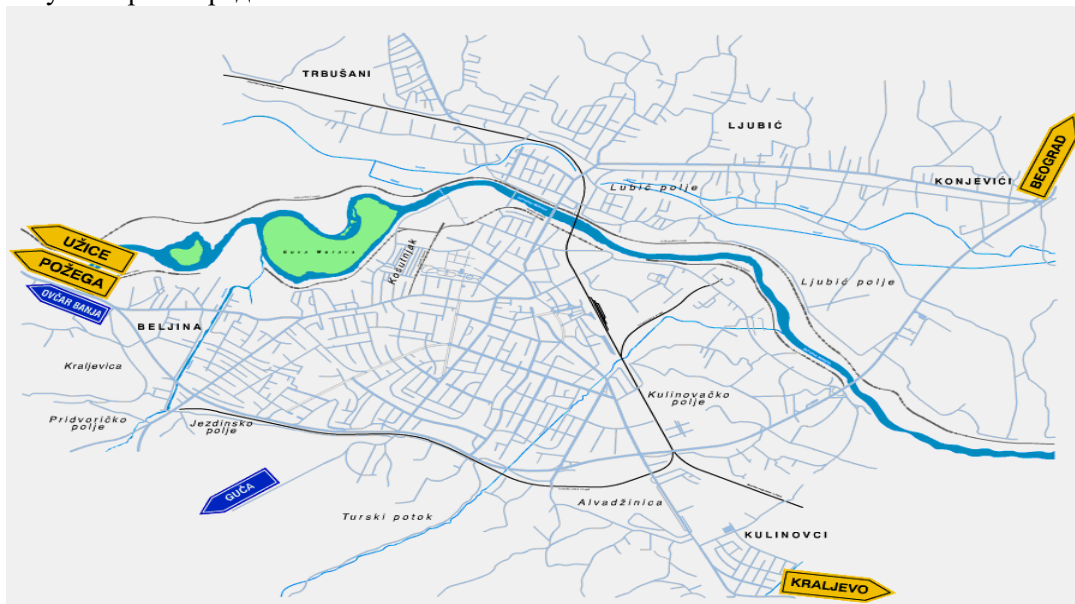 TRBUŠANI
LJUBIĆ
BEOGRAD
KONJEVIĆI
Lubić polje
UŽICE
POŽEGA
OVČAR BANJA
Košutnjak
Ljubić polje
BELJINA
Kraljevica
Pridvoričko
polje
Jezdinsko
polje
Kulinovačko
polje
GUČA
Turski potok
Alvadžinica
KULINOVCI
KRALJEVO